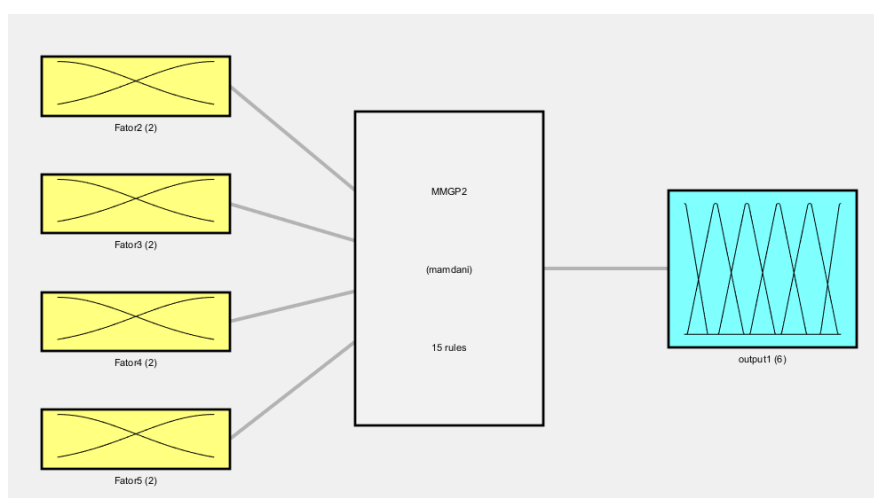 Fator2 (2)
Fator3 (2)
Fator4 (2)
Fator5 (2)
MMGP2
(mamdani)
15 rules
output1 (6)